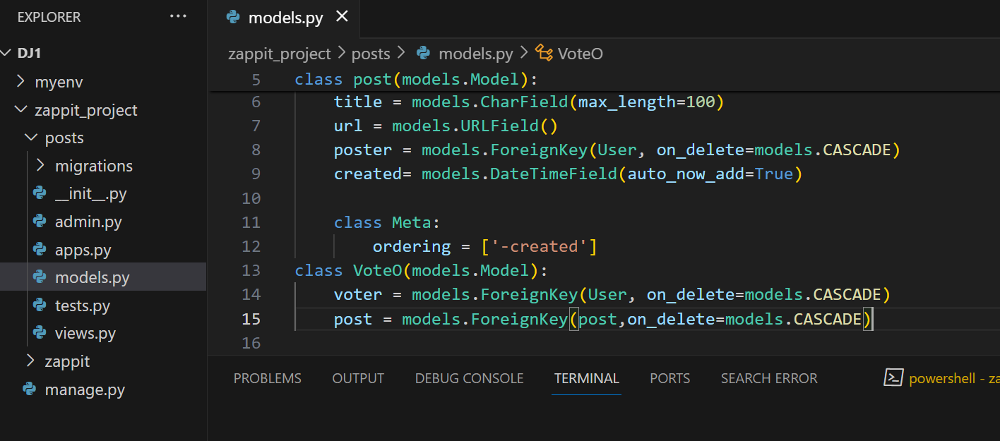 EXPLORER
...
DJ1
myenv
zappit_project
posts
migrations
__init__.py
admin.py
apps.py
models.py
tests.py
views.py
zappit
manage.py
models.py
zappit_project > posts > models.py > VoteO
5 class post(models.Model):
6 title = models.CharField(max_length=100)
7 url = models.URLField()
8 poster = models.ForeignKey(User, on_delete=models.CASCADE)
9 created= models.DateTimeField(auto_now_add=True)
10
11 class Meta:
12 ordering = ['-created']
13 class VoteO(models.Model):
14 voter = models.ForeignKey(User, on_delete=models.CASCADE)
15 post = models.ForeignKey(post,on_delete=models.CASCADE)
16
PROBLEMS OUTPUT DEBUG CONSOLE TERMINAL PORTS SEARCH ERROR powershell - za